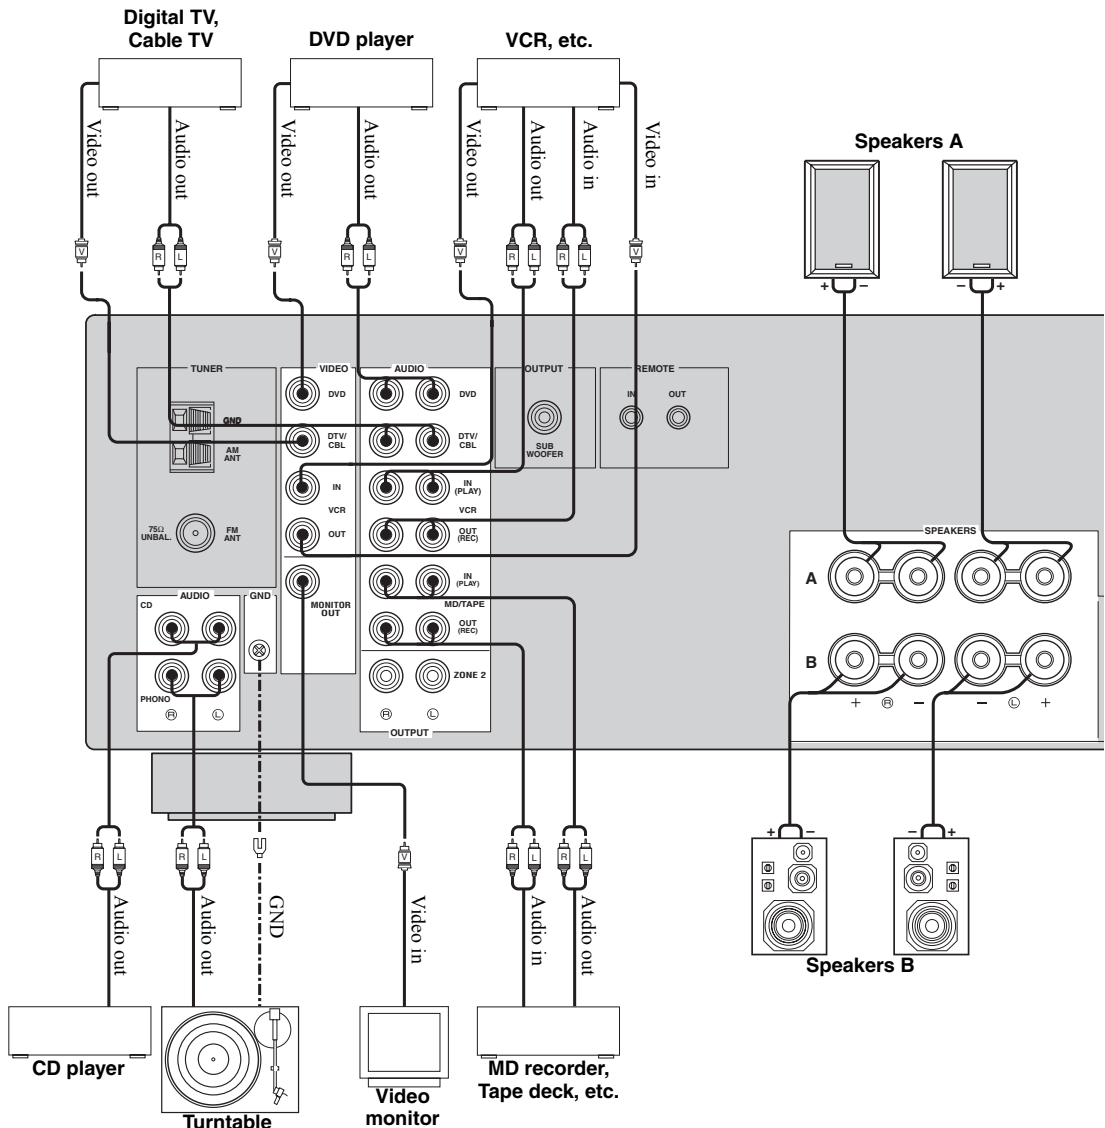 Digital TV,
Cable TV
DVD player
VCR, etc.
Video out
Audio out
Video out
Audio out
Video out
Audio out
Audio in
Video in
Speakers A
V
R L
V
R L
V
R L
R L
V
+ − − +
TUNER
VIDEO
AUDIO
OUTPUT
REMOTE
GND
AM
ANT
75Ω
UNBAL.
FM
ANT
DVD
DTV/
CBL
IN
VCR
OUT
MONITOR
OUT
DVD
DTV/
CBL
IN
(PLAY)
VCR
OUT
(REC)
IN
(PLAY)
MD/TAPE
OUT
(REC)
ZONE 2
R L
OUTPUT
SUB
WOOFER
IN OUT
AUDIO
CD
PHONO
R L
GND
SPEAKERS
A
B
+ R − − L +
R L
R L
V
R L
R L
+ − − +
Audio out
Audio out
GND
Video in
Audio in
Audio out
Speakers B
CD player
Turntable
Video
monitor
MD recorder,
Tape deck, etc.